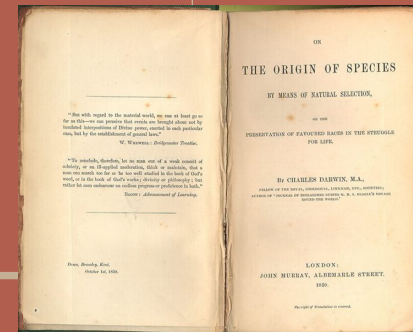 "But with regard to the material world, we can at least go so
far as this—we can perceive that events are brought about not by
insulated interpositions of Divine power, exerted in each particular
case, but by the establishment of general laws."
W. WHEWELL: Bridgewater Treatise.
"To conclude, therefore, let no man out of a weak conceit of
sobriety, or an ill-applied moderation, think or maintain, that a
man can search too far or be too well studied in the book of God's
word, or in the book of God's works; divinity or philosophy; but
rather let men endeavour an endless progress or proficience in both."
BACON: Advancement of Learning.
Down, Bromley, Kent,
October 1st, 1859.
ON
THE ORIGIN OF SPECIES
BY MEANS OF NATURAL SELECTION,
OR THE
PRESERVATION OF FAVOURED RACES IN THE STRUGGLE
FOR LIFE.
BY CHARLES DARWIN, M.A.,
FELLOW OF THE ROYAL, GEOLOGICAL, LINNÆAN, ETC., SOCIETIES;
AUTHOR OF 'JOURNAL OF RESEARCHES DURING H. M. S. BEAGLE'S VOYAGE
ROUND THE WORLD.'
LONDON:
JOHN MURRAY, ALBEMARLE STREET.
1859.
The right of Translation is reserved.